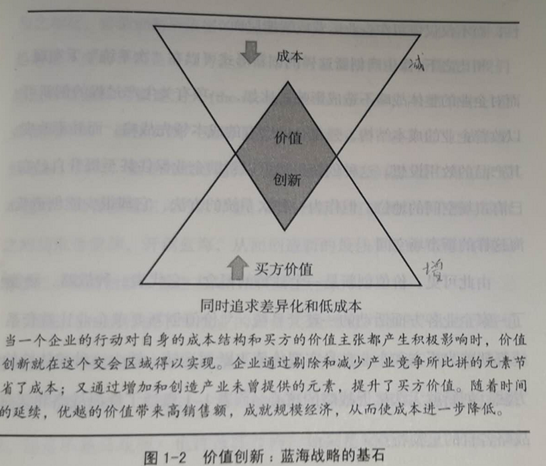 成本
减
价值
创新
买方价值
增
同时追求差异化和低成本
当一个企业的行动对自身的成本结构和买方的价值主张都产生积极影响时，价值
创新就在这个交会区域得以实现。企业通过剔除和减少产业竞争所比拼的元素节
省了成本；又通过增加和创造产业未曾提供的元素，提升了买方价值。随着时间
的延续，优越的价值带来高销售额，成就规模经济，从而使成本进一步降低。
图 1-2 价值创新：蓝海战略的基石